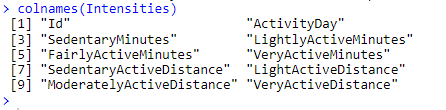 > colnames(Intensities)
[1] "Id" "ActivityDay"
[3] "SedentaryMinutes" "LightlyActiveMinutes"
[5] "FairlyActiveMinutes" "VeryActiveMinutes"
[7] "SedentaryActiveDistance" "LightActiveDistance"
[9] "ModeratelyActiveDistance" "VeryActiveDistance"
>